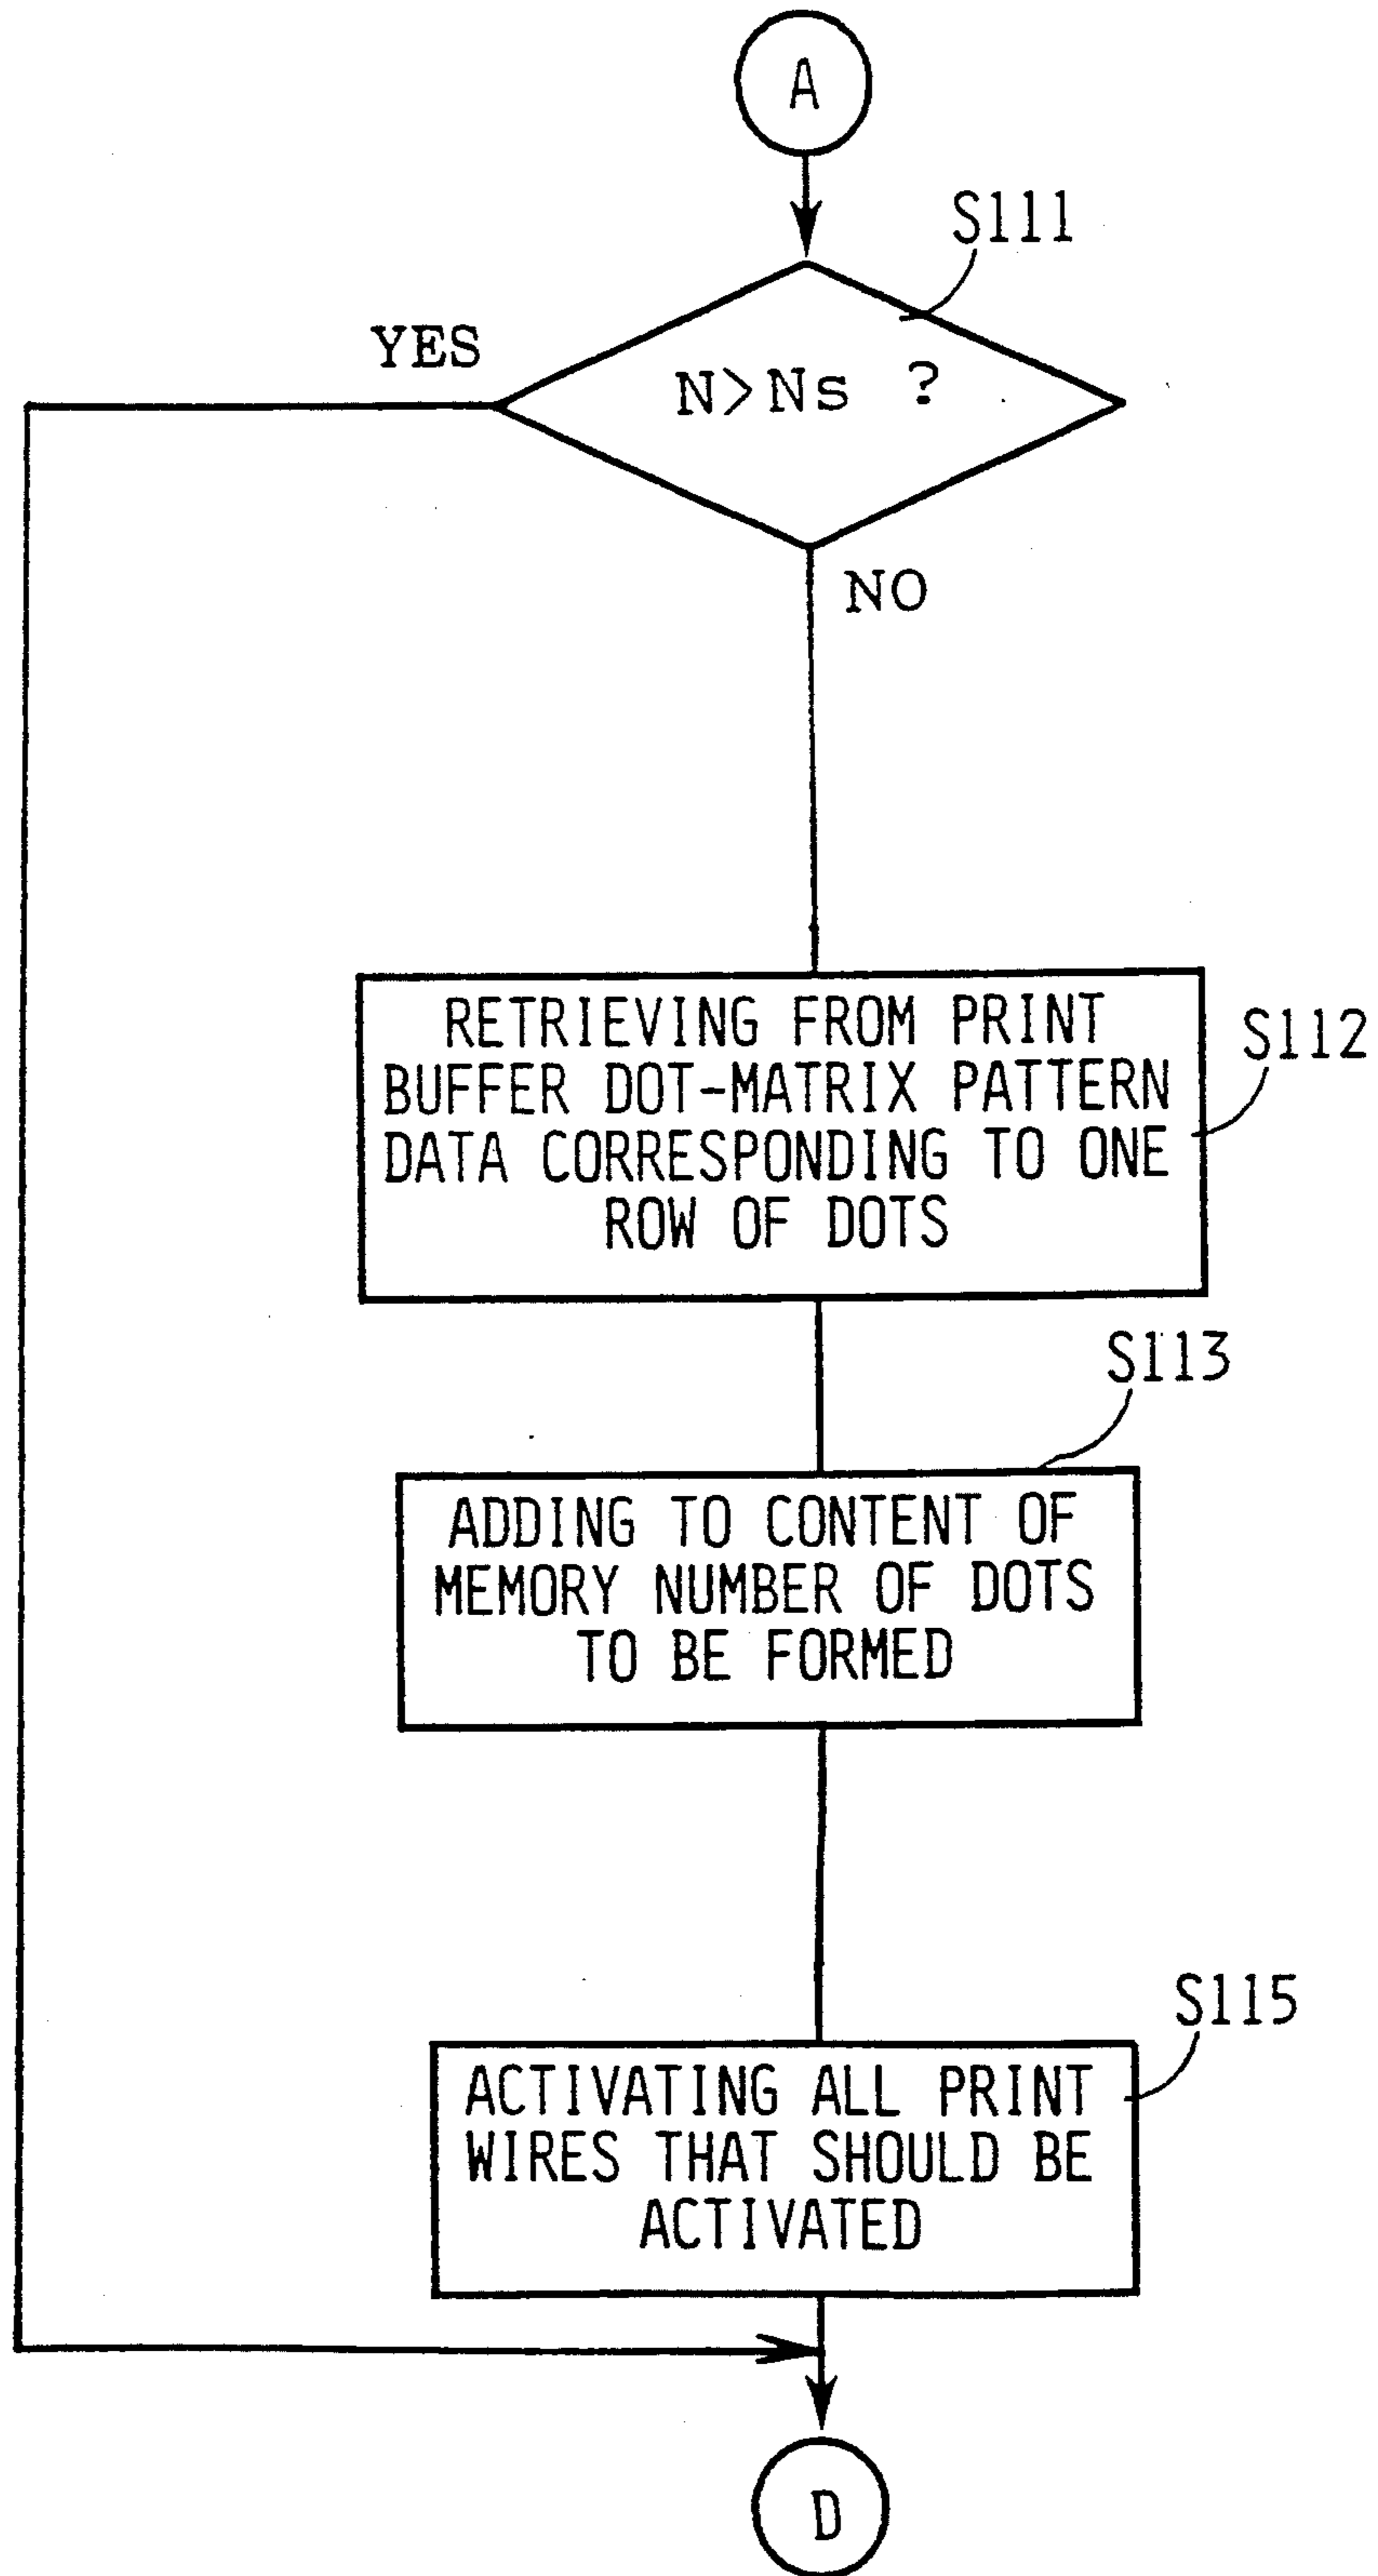 A
S111
YES
N>Ns ?
NO
RETRIEVING FROM PRINT
BUFFER DOT-MATRIX PATTERN
DATA CORRESPONDING TO ONE
ROW OF DOTS
S112
S113
ADDING TO CONTENT OF
MEMORY NUMBER OF DOTS
TO BE FORMED
S115
ACTIVATING ALL PRINT
WIRES THAT SHOULD BE
ACTIVATED
D